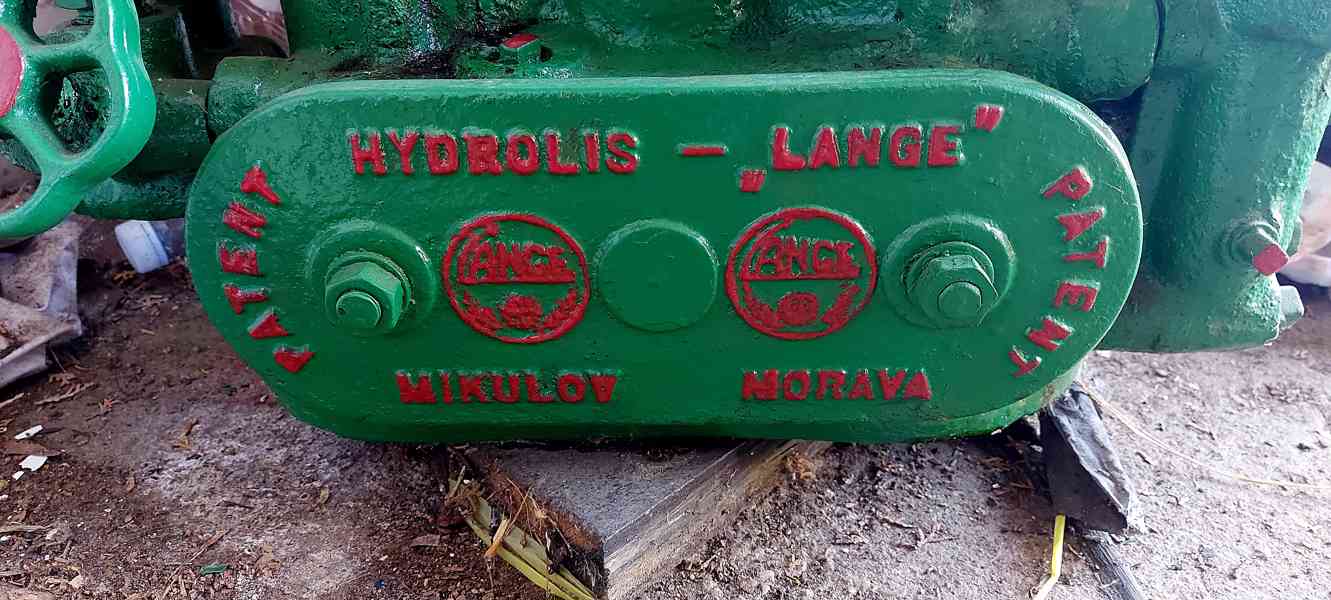 HYDROLIS – „LANGE"
PATENT
PATENT
LANGE
LANGE
MIKULOV MORAVA